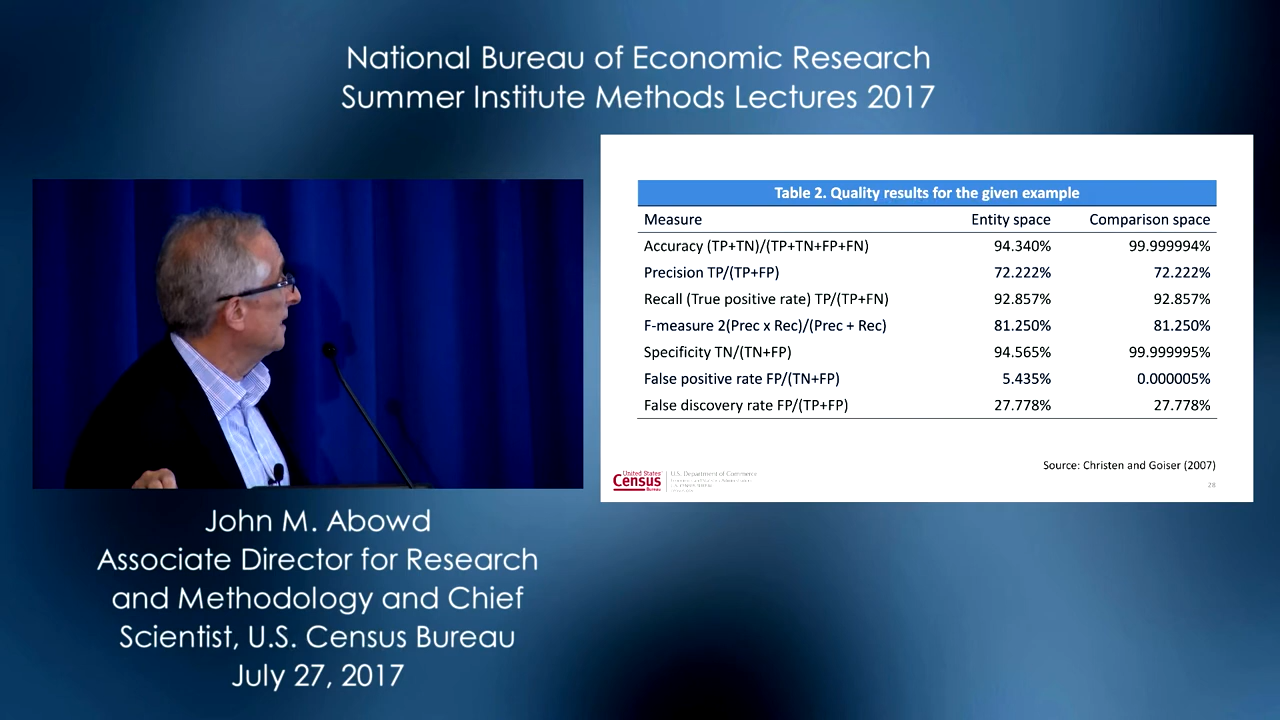 National Bureau of Economic Research
Summer Institute Methods Lectures 2017
Table 2. Quality results for the given example
Measure Entity space Comparison space
Accuracy (TP+TN)/(TP+TN+FP+FN) 94.340% 99.999994%
Precision TP/(TP+FP) 72.222% 72.222%
Recall (True positive rate) TP/(TP+FN) 92.857% 92.857%
F-measure 2(Prec x Rec)/(Prec + Rec) 81.250% 81.250%
Specificity TN/(TN+FP) 94.565% 99.999995%
False positive rate FP/(TN+FP) 5.435% 0.000005%
False discovery rate FP/(TP+FP) 27.778% 27.778%
Source: Christen and Goiser (2007)
United States
Census
Bureau
U.S. Department of Commerce
28
John M. Abowd
Associate Director for Research
and Methodology and Chief
Scientist, U.S. Census Bureau
July 27, 2017